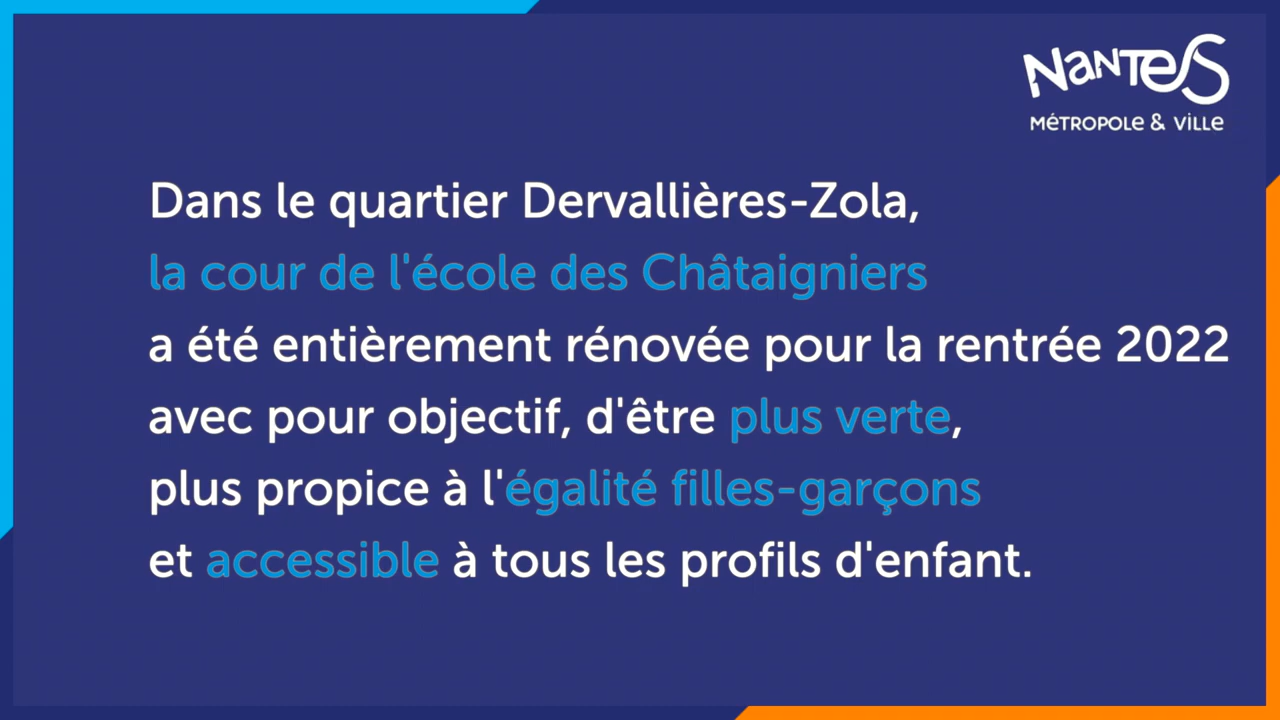 Nantes
Métropole & Ville
Dans le quartier Dervallières-Zola,
la cour de l'école des Châtaigniers
a été entièrement rénovée pour la rentrée 2022
avec pour objectif, d'être plus verte,
plus propice à l'égalité filles-garçons
et accessible à tous les profils d'enfant.